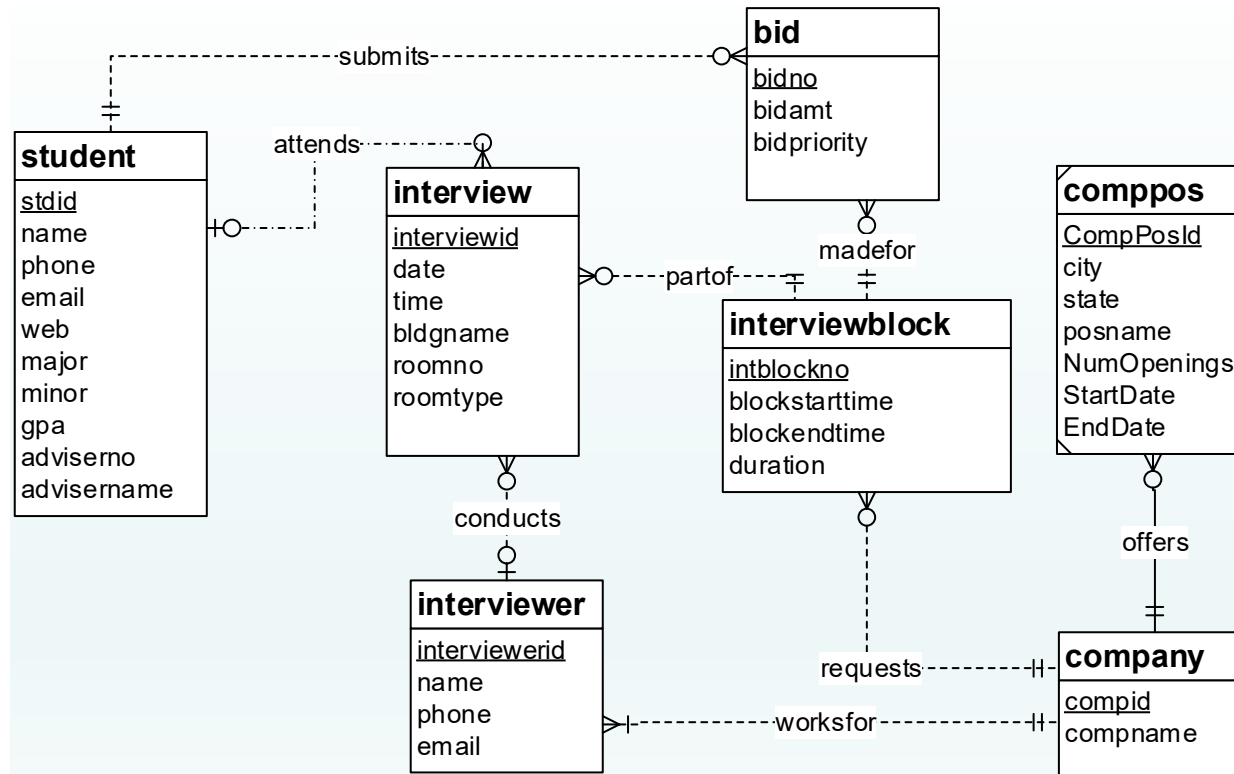 bid
bidno
bidamt
bidpriority
submits
student
stdid
name
phone
email
web
major
minor
gpa
adviserno
advisername
attends
interview
interviewid
date
time
bldgname
roomno
roomtype
partof
madefor
interviewblock
intblockno
blockstarttime
blockendtime
duration
comppos
CompPosId
city
state
posname
NumOpenings
StartDate
EndDate
conducts
offers
interviewer
interviewerid
name
phone
email
requests
worksfor
company
compid
compname